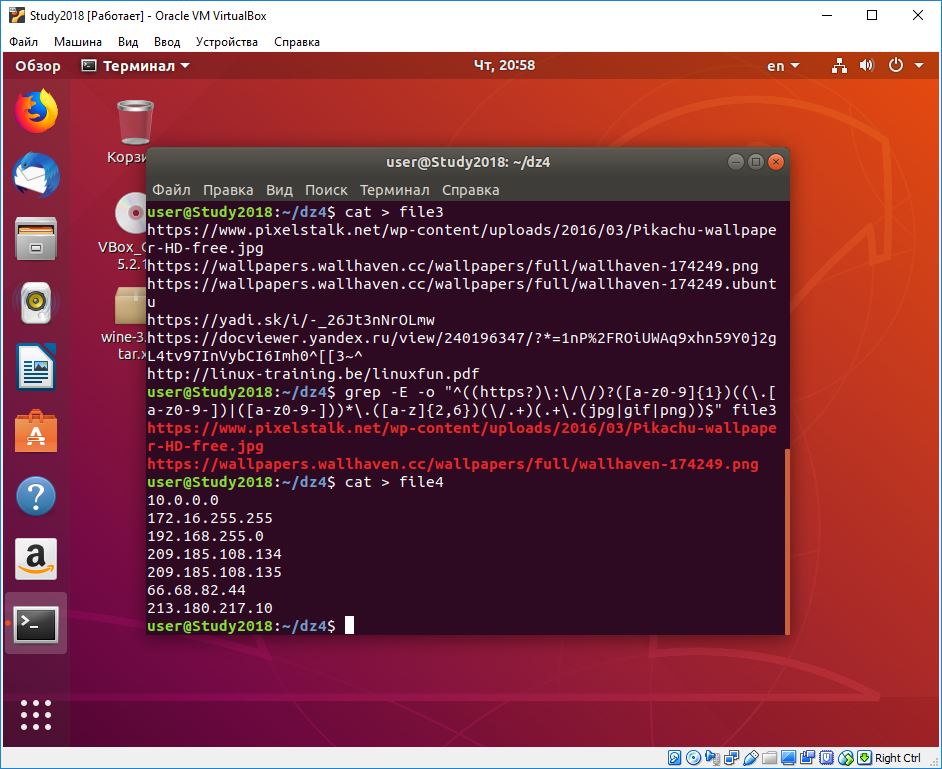 Study2018 [Работает] - Oracle VM VirtualBox
Файл Машина Вид Ввод Устройства Справка
Обзор Терминал Чт, 20:58 en
Корзи
VBox_
5.2.1
wine-3.
tar.x
user@Study2018: ~/dz4
Файл Правка Вид Поиск Терминал Справка
user@Study2018:~/dz4$ cat > file3
https://www.pixelstalk.net/wp-content/uploads/2016/03/Pikachu-wallpape
r-HD-free.jpg
https://wallpapers.wallhaven.cc/wallpapers/full/wallhaven-174249.png
https://wallpapers.wallhaven.cc/wallpapers/full/wallhaven-174249.ubunt
u
https://yadi.sk/i/-_26Jt3nNrOLmw
https://docviewer.yandex.ru/view/240196347/?*=1nP%2FROiUWAq9xhn59Y0j2g
L4tv97InVybCI6Imh0^[[3~^
http://linux-training.be/linuxfun.pdf
user@Study2018:~/dz4$ grep -E -o "^((https?)\:\/\/)?([a-z0-9]{1})((\.[
a-z0-9-])|([a-z0-9-]))*\.([a-z]{2,6})(\/.+)(.+\.(jpg|gif|png))$" file3
https://www.pixelstalk.net/wp-content/uploads/2016/03/Pikachu-wallpape
r-HD-free.jpg
https://wallpapers.wallhaven.cc/wallpapers/full/wallhaven-174249.png
user@Study2018:~/dz4$ cat > file4
10.0.0.0
172.16.255.255
192.168.255.0
209.185.108.134
209.185.108.135
66.68.82.44
213.180.217.10
user@Study2018:~/dz4$
Right Ctrl